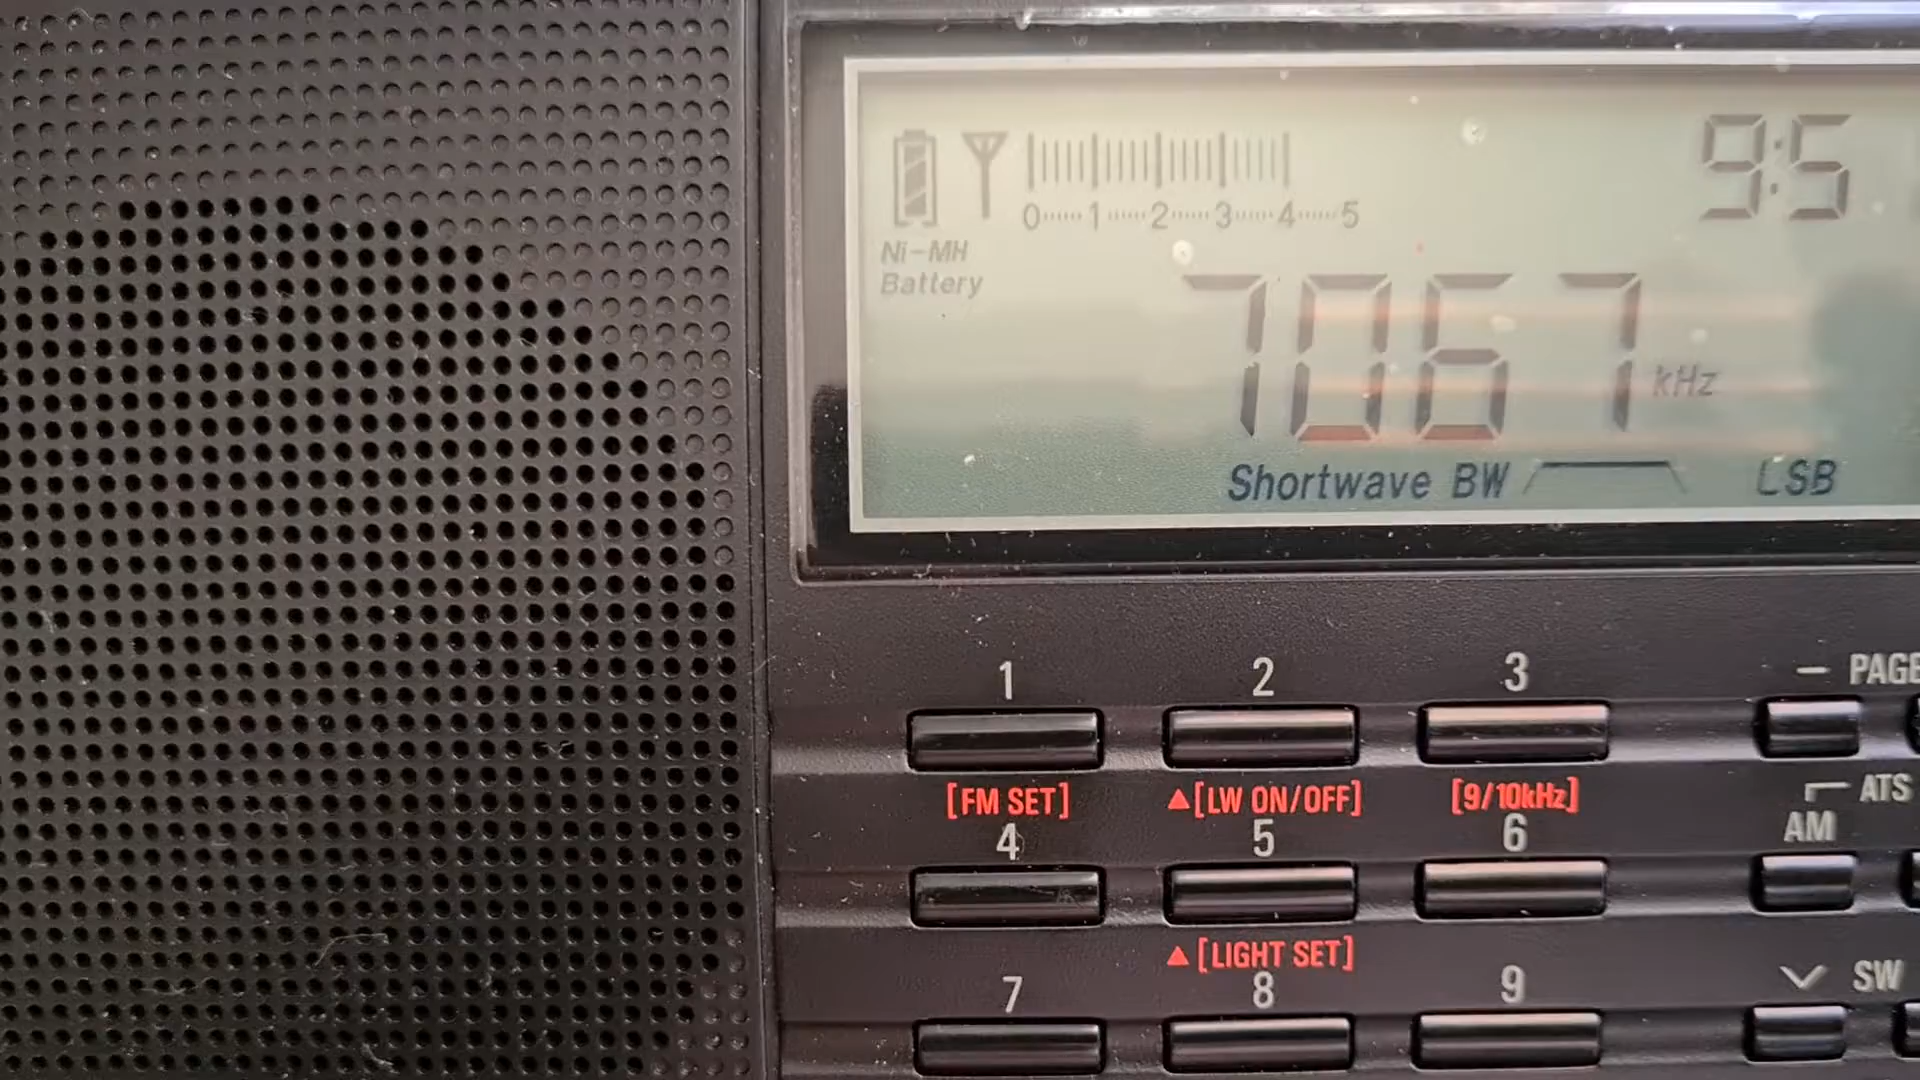 9:5
0 1 2 3 4 5
Ni-MH
Battery
7067 kHz
Shortwave BW LSB
1 2 3 – PAGE
[FM SET] ▲[LW ON/OFF] [9/10kHz] ATS
4 5 6 AM
▲[LIGHT SET]
7 8 9 SW